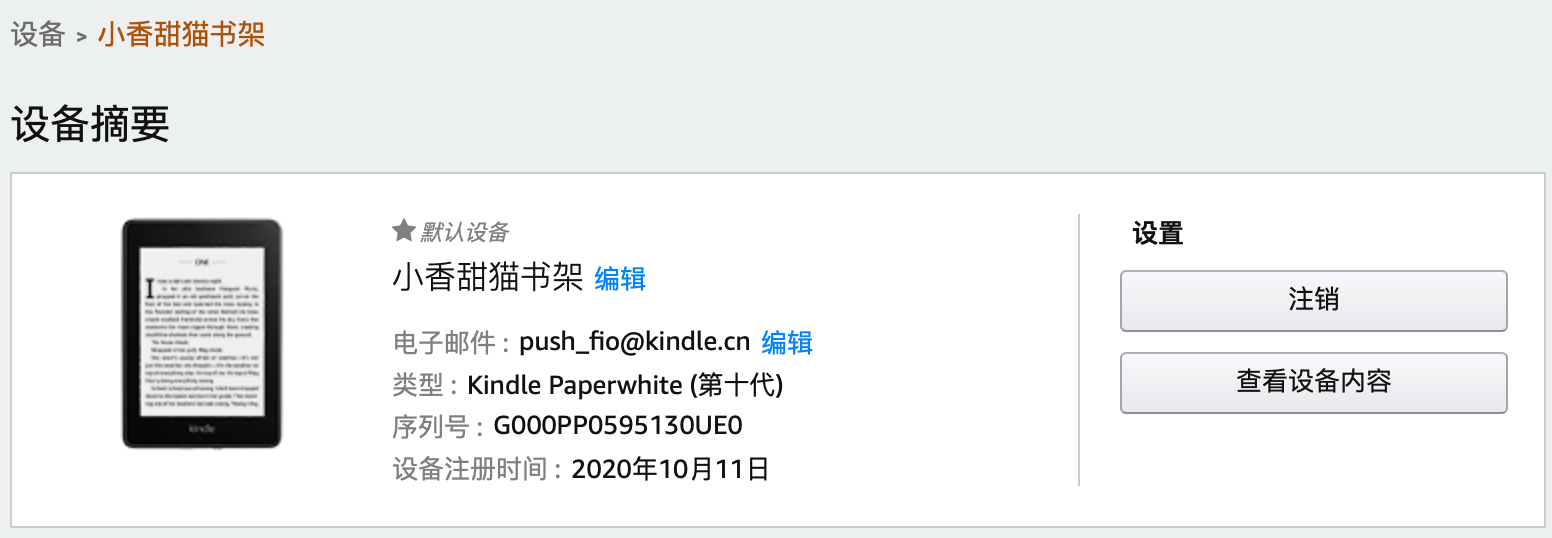 设备 > 小香甜猫书架
设备摘要
默认设备
小香甜猫书架 编辑
电子邮件 : push_fio@kindle.cn 编辑
类型 : Kindle Paperwhite (第十代)
序列号 : G000PP0595130UE0
设备注册时间 : 2020年10月11日
设置
注销
查看设备内容
ONE
kindle